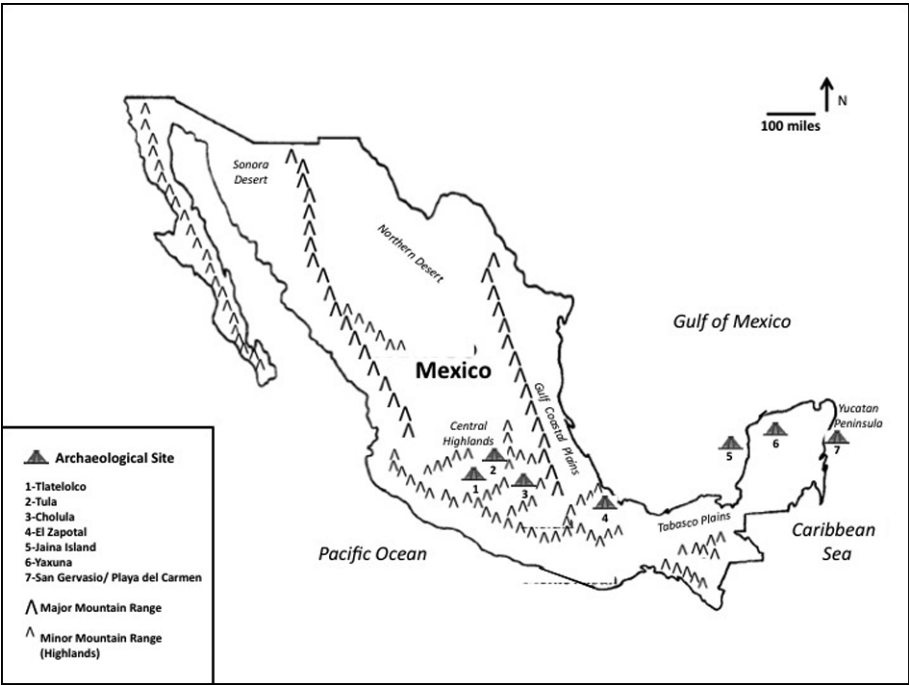 N
100 miles
Sonora
Desert
Northern Desert
Gulf of Mexico
Mexico
Gulf Coastal Plains
Central
Highlands
Yucatan
Peninsula
1
2
3
4
5
6
7
Tabasco Plains
Caribbean
Sea
Pacific Ocean
Archaeological Site
1-Tlatelolco
2-Tula
3-Cholula
4-El Zapotal
5-Jaina Island
6-Yaxuna
7-San Gervasio/ Playa del Carmen
Major Mountain Range
Minor Mountain Range
(Highlands)